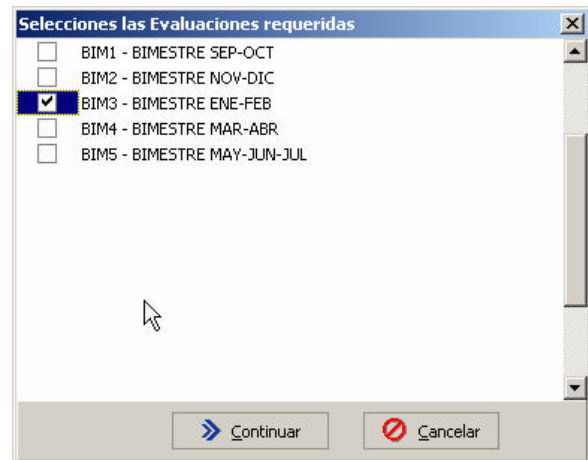 Selecciones las Evaluaciones requeridas
BIM1 - BIMESTRE SEP-OCT
BIM2 - BIMESTRE NOV-DIC
BIM3 - BIMESTRE ENE-FEB
BIM4 - BIMESTRE MAR-ABR
BIM5 - BIMESTRE MAY-JUN-JUL
Continuar Cancelar